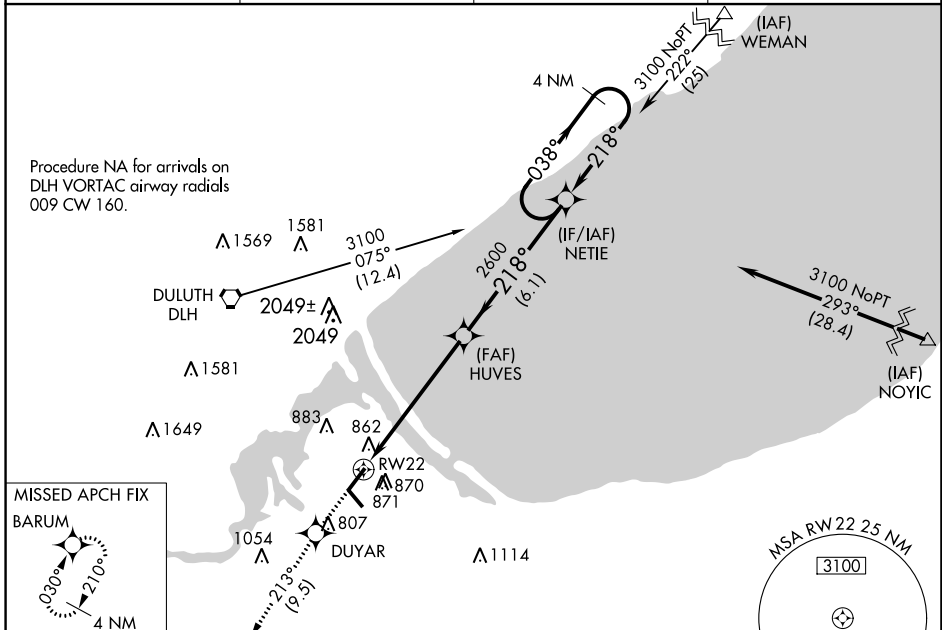 (IAF)
WEMAN
3100 NoPT
222°
(25)
4 NM
038°
218°
Procedure NA for arrivals on
DLH VORTAC airway radials
009 CW 160.
1569
1581
3100
075°
(12.4)
(IF/IAF)
NETIE
2600
218°
(6.1)
DULUTH
DLH
2049±
2049
3100 NoPT
293°
(28.4)
(IAF)
NOYIC
(FAF)
HUVES
1581
1649
883
862
RW22
870
871
807
DUYAR
1054
1114
213°
(9.5)
MISSED APCH FIX
BARUM
030°
210°
4 NM
MSA RW22 25 NM
3100